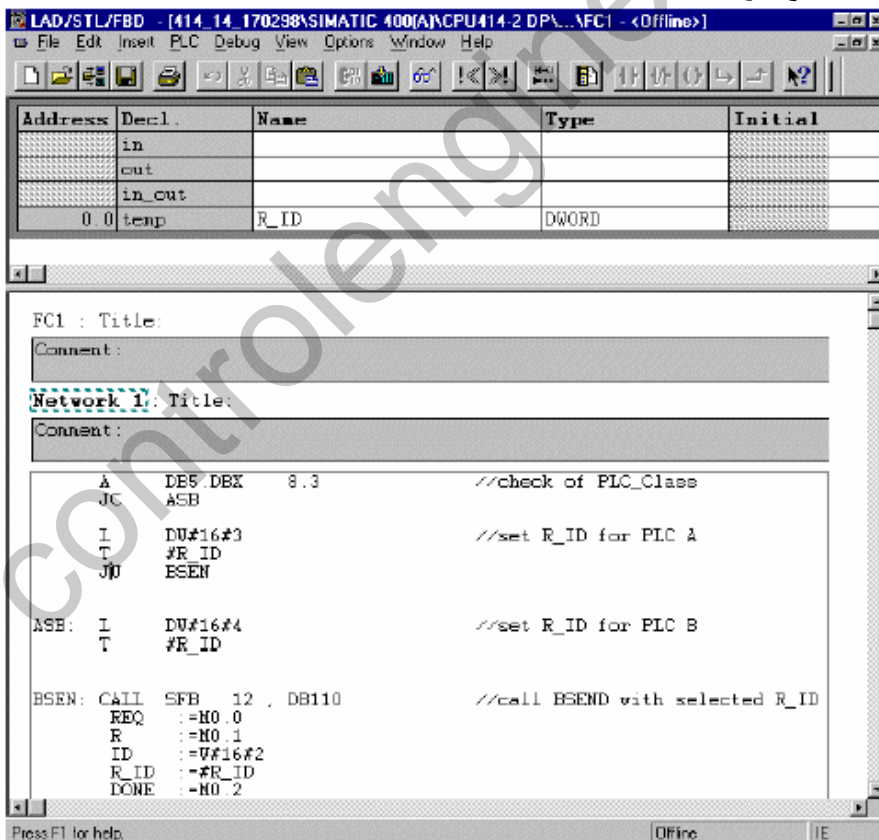 LAD/STL/FBD - [414_14_170298\SIMATIC 400[A]\CPU414-2 DP\...\FC1 - <Offline>]
File Edit Insert PLC Debug View Options Window Help
Address Decl. Name Type Initial
in
out
in_out
0.0 temp R_ID DWORD
FC1 : Title:
Comment:
Network 1: Title:
Comment:
A DB5.DBX 8.3 //check of PLC_Class
JC ASB
L DW#16#3 //set R_ID for PLC A
T #R_ID
JU BSEN
ASB: L DW#16#4 //set R_ID for PLC B
T #R_ID
BSEN: CALL SFB 12 , DB110 //call BSEND with selected R_ID
REQ :=M0.0
R :=M0.1
ID :=W#16#2
R_ID :=#R_ID
DONE :=M0.2
Press F1 for help.
Offline
controlengine